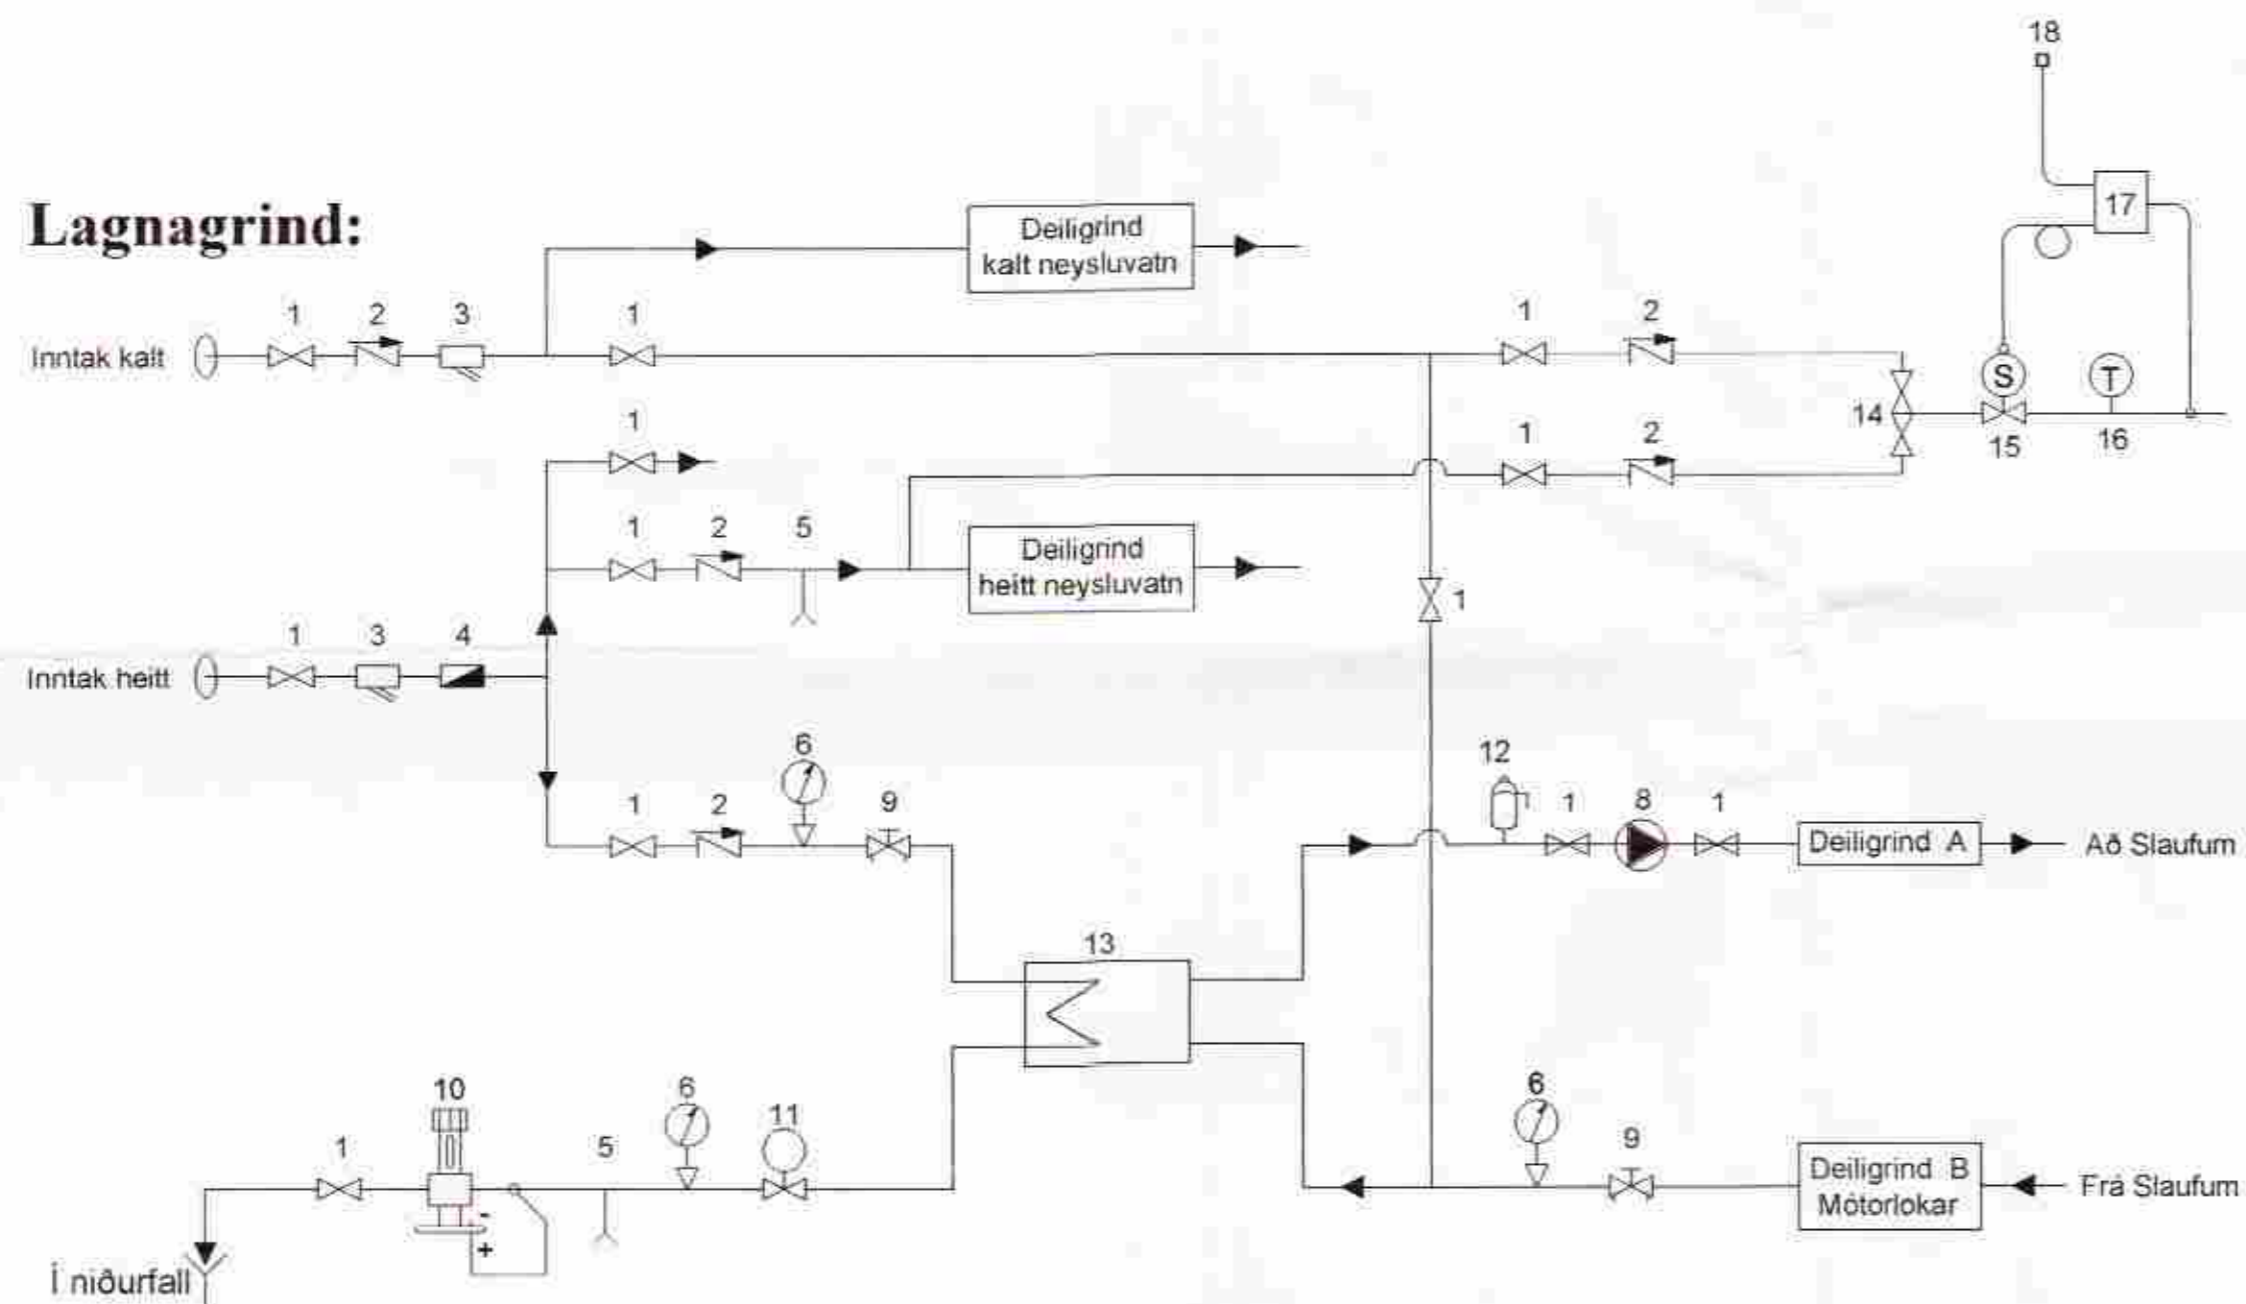 18
17
Lagnagrind:
Deiligrind
kalt neysluvatn
1
2
3
1
1
2
Inntak kalt
S
T
14
15
16
1
1
2
1
2
5
Deiligrind
heitt neysluvatn
1
1
3
4
Inntak heitt
6
12
1
2
9
1
8
1
Deiligrind A
Að Slaufum
13
10
6
11
6
1
5
9
Deiligrind B
Mótorlokar
Frá Slaufum
-
+
Í niðurfall